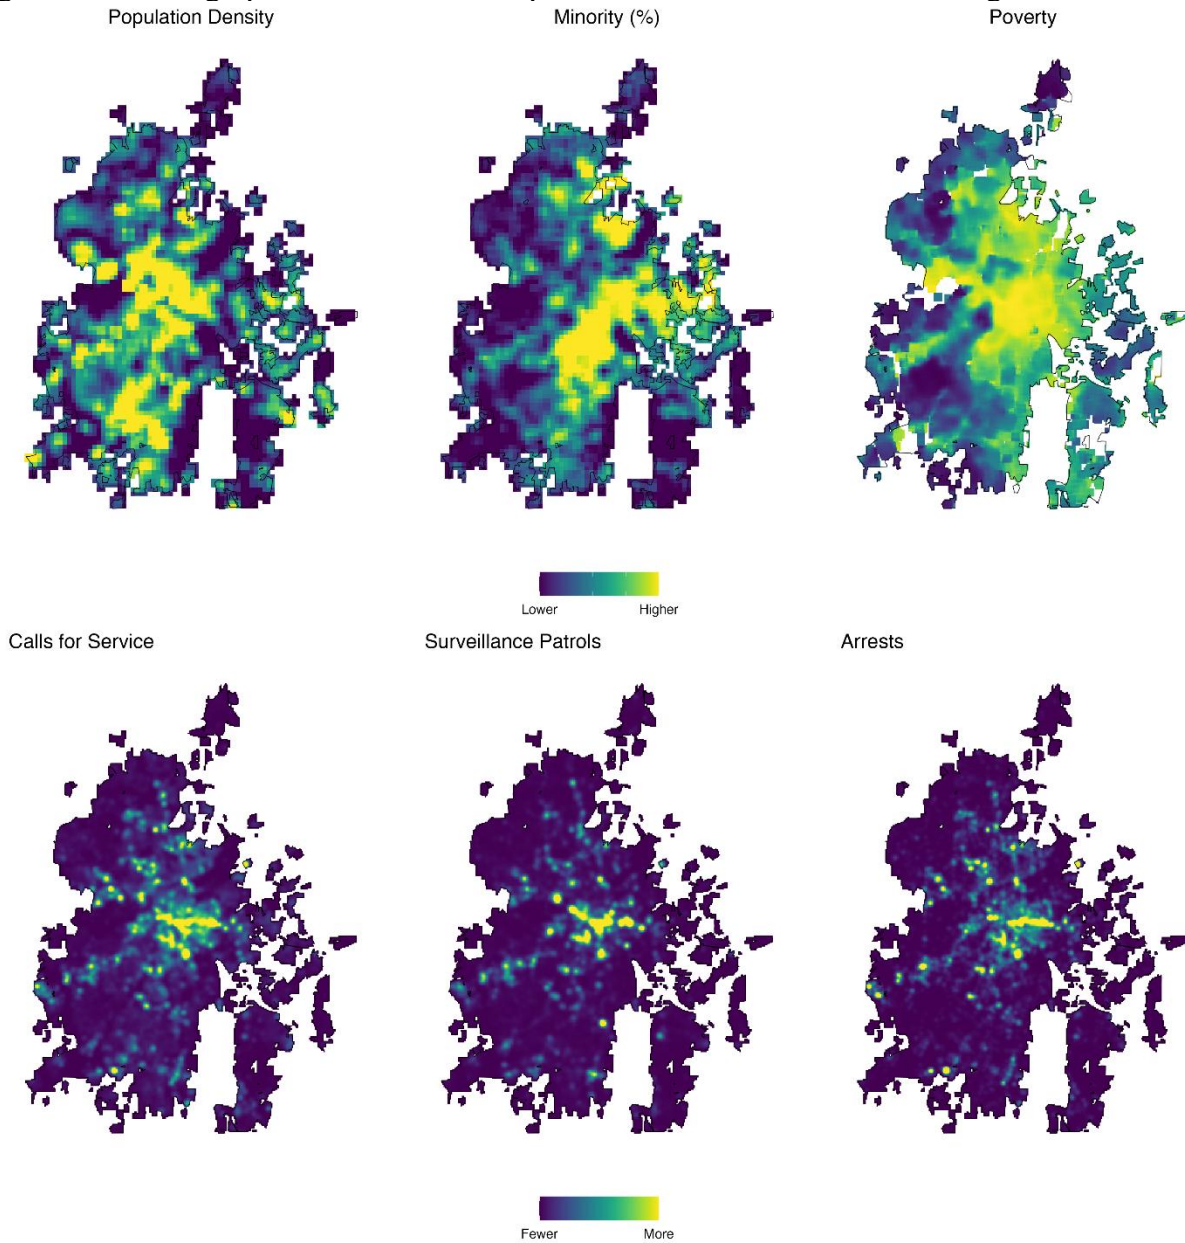 Population Density
Minority (%)
Poverty
Lower
Higher
Calls for Service
Surveillance Patrols
Arrests
Fewer
More